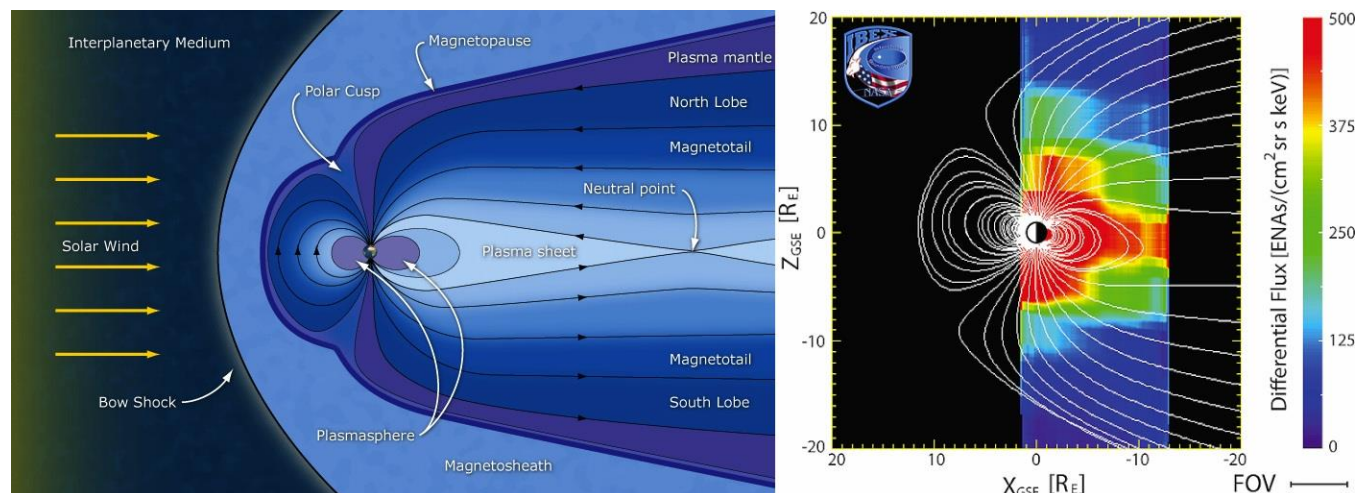 Interplanetary Medium
Magnetopause
Plasma mantle
Polar Cusp
North Lobe
Magnetotail
Neutral point
Solar Wind
Plasma sheet
Magnetotail
Bow Shock
South Lobe
Plasmasphere
Magnetosheath
IBEX
NASA
20
10
0
-10
-20
Z_GSE [R_E]
20
10
0
-10
-20
X_GSE [R_E]
FOV
500
375
250
125
0
Differential Flux [ENAs/(cm² sr s keV)]